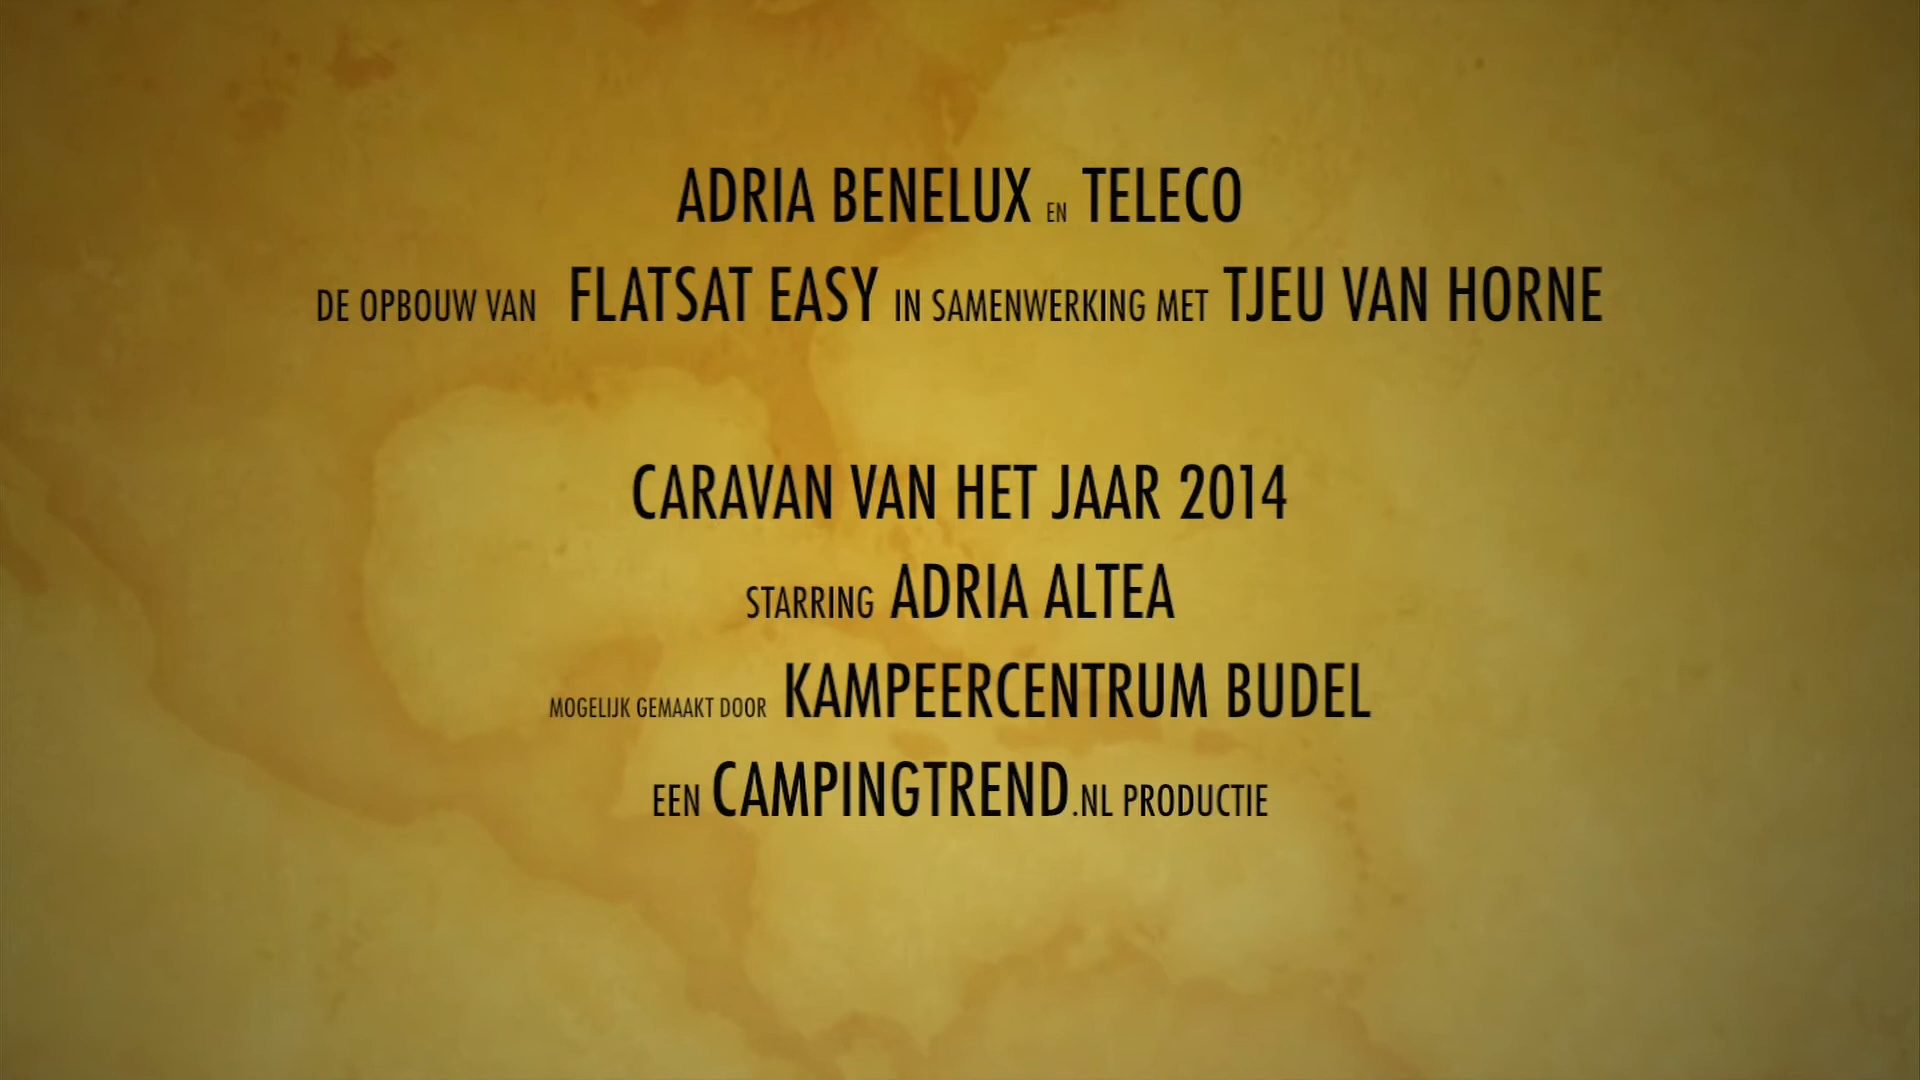 ADRIA BENELUX EN TELECO
DE OPBOUW VAN FLATSAT EASY IN SAMENWERKING MET TJEU VAN HORNE
CARAVAN VAN HET JAAR 2014
STARRING ADRIA ALTEA
MOGELIJK GEMAAKT DOOR KAMPEERCENTRUM BUDEL
EEN CAMPINGTREND.NL PRODUCTIE